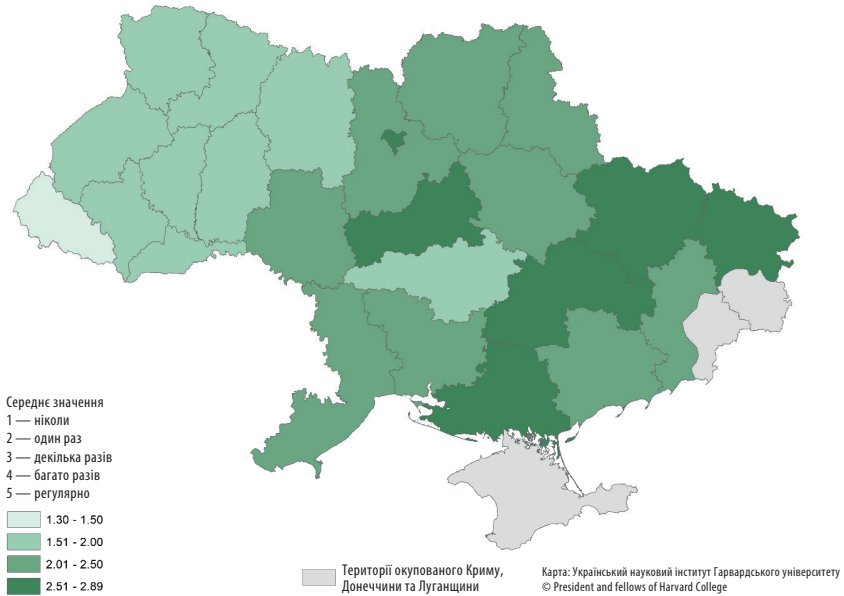 Середнє значення
1 — ніколи
2 — один раз
3 — декілька разів
4 — багато разів
5 — регулярно
1.30 - 1.50
1.51 - 2.00
2.01 - 2.50
2.51 - 2.89
Території окупованого Криму,
Донеччини та Луганщини
Карта: Український науковий інститут Гарвардського університету
© President and fellows of Harvard College